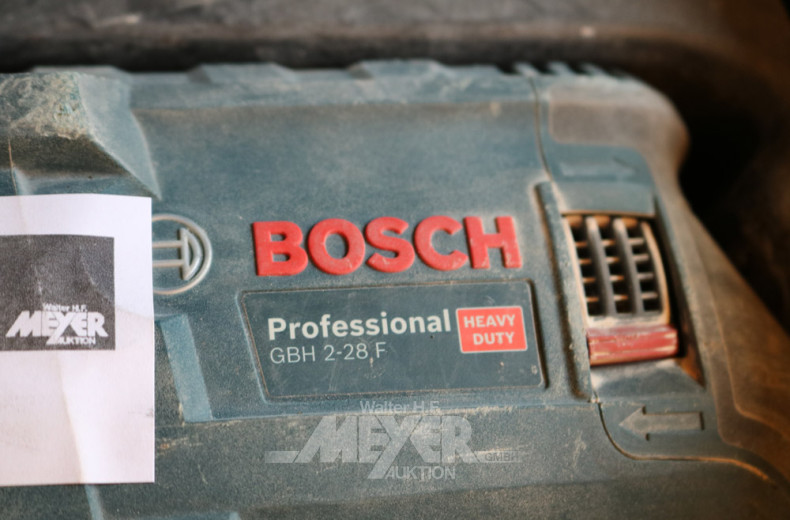 BOSCH
Professional
HEAVY
DUTY
GBH 2-28 F
Walter H.F.
MEYER
AUKTION
Walter H.F.
MEYER
GMBH
AUKTION